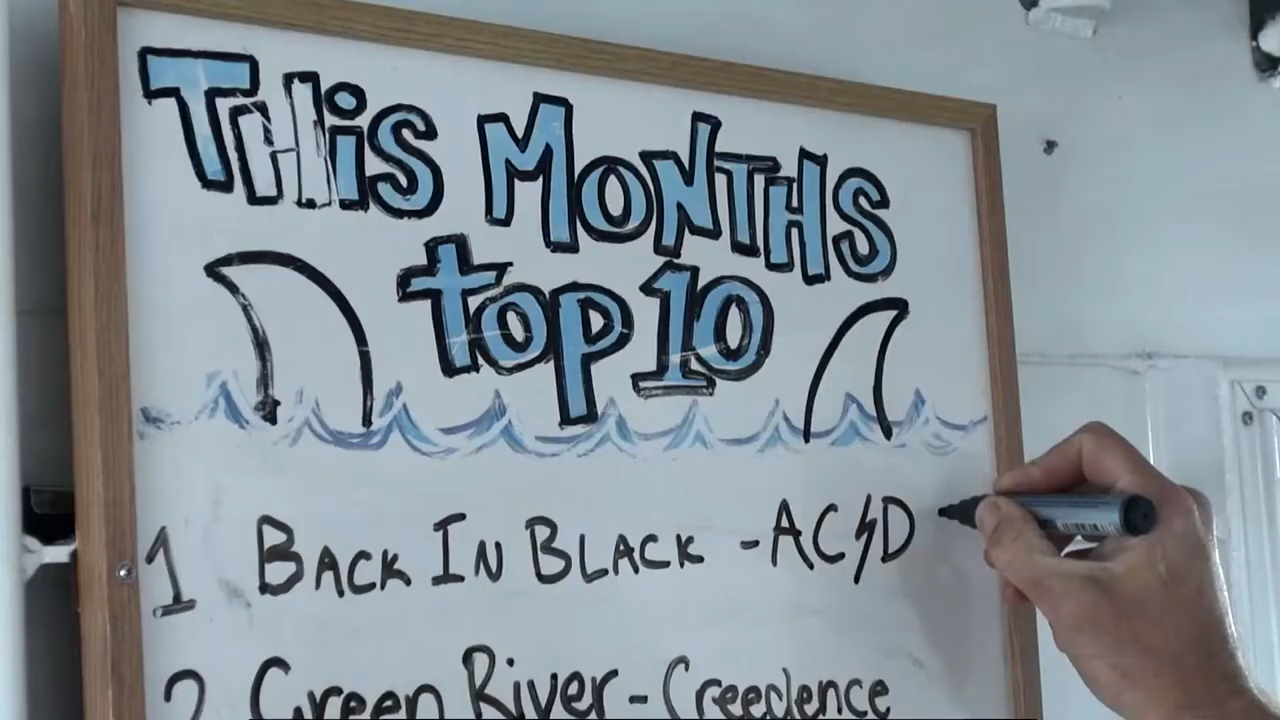 THiS MONTHS
top 10
1 BACK IN BLACK - AC⚡D
2 Green River - Creedence